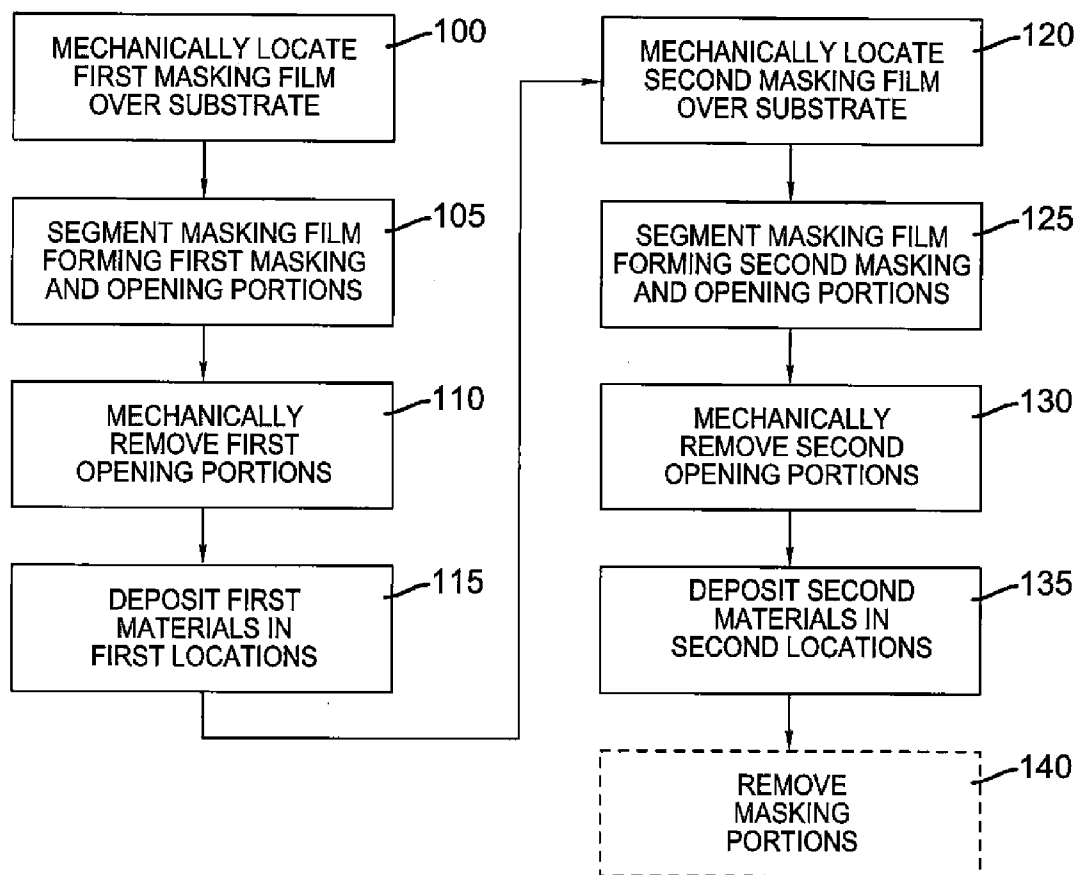 100
MECHANICALLY LOCATE
FIRST MASKING FILM
OVER SUBSTRATE
105
SEGMENT MASKING FILM
FORMING FIRST MASKING
AND OPENING PORTIONS
110
MECHANICALLY
REMOVE FIRST
OPENING PORTIONS
115
DEPOSIT FIRST
MATERIALS IN
FIRST LOCATIONS
120
MECHANICALLY LOCATE
SECOND MASKING FILM
OVER SUBSTRATE
125
SEGMENT MASKING FILM
FORMING SECOND MASKING
AND OPENING PORTIONS
130
MECHANICALLY
REMOVE SECOND
OPENING PORTIONS
135
DEPOSIT SECOND
MATERIALS IN
SECOND LOCATIONS
140
REMOVE
MASKING
PORTIONS